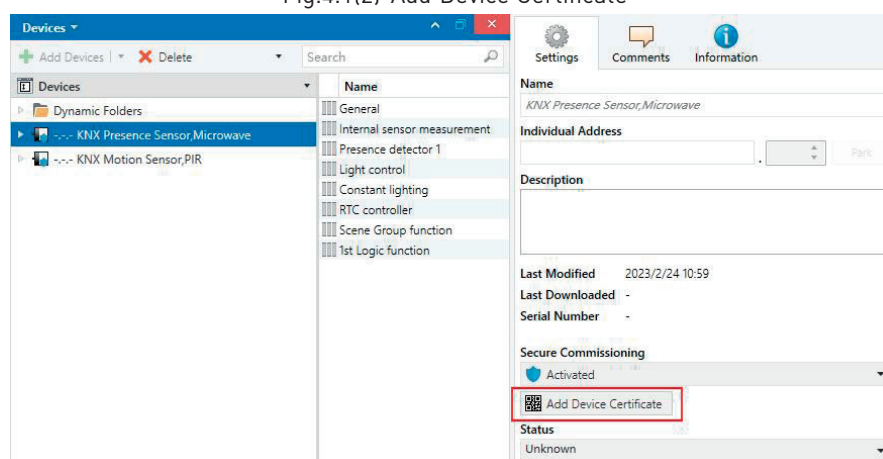 Fig.4.1(2) Add Device Certificate
Devices
Add Devices Delete Search
Devices
Dynamic Folders
-.-.- KNX Presence Sensor,Microwave
-.-.- KNX Motion Sensor,PIR
Name
General
Internal sensor measurement
Presence detector 1
Light control
Constant lighting
RTC controller
Scene Group function
1st Logic function
Settings Comments Information
Name
KNX Presence Sensor,Microwave
Individual Address
. Park
Description
Last Modified 2023/2/24 10:59
Last Downloaded -
Serial Number -
Secure Commissioning
Activated
Add Device Certificate
Status
Unknown